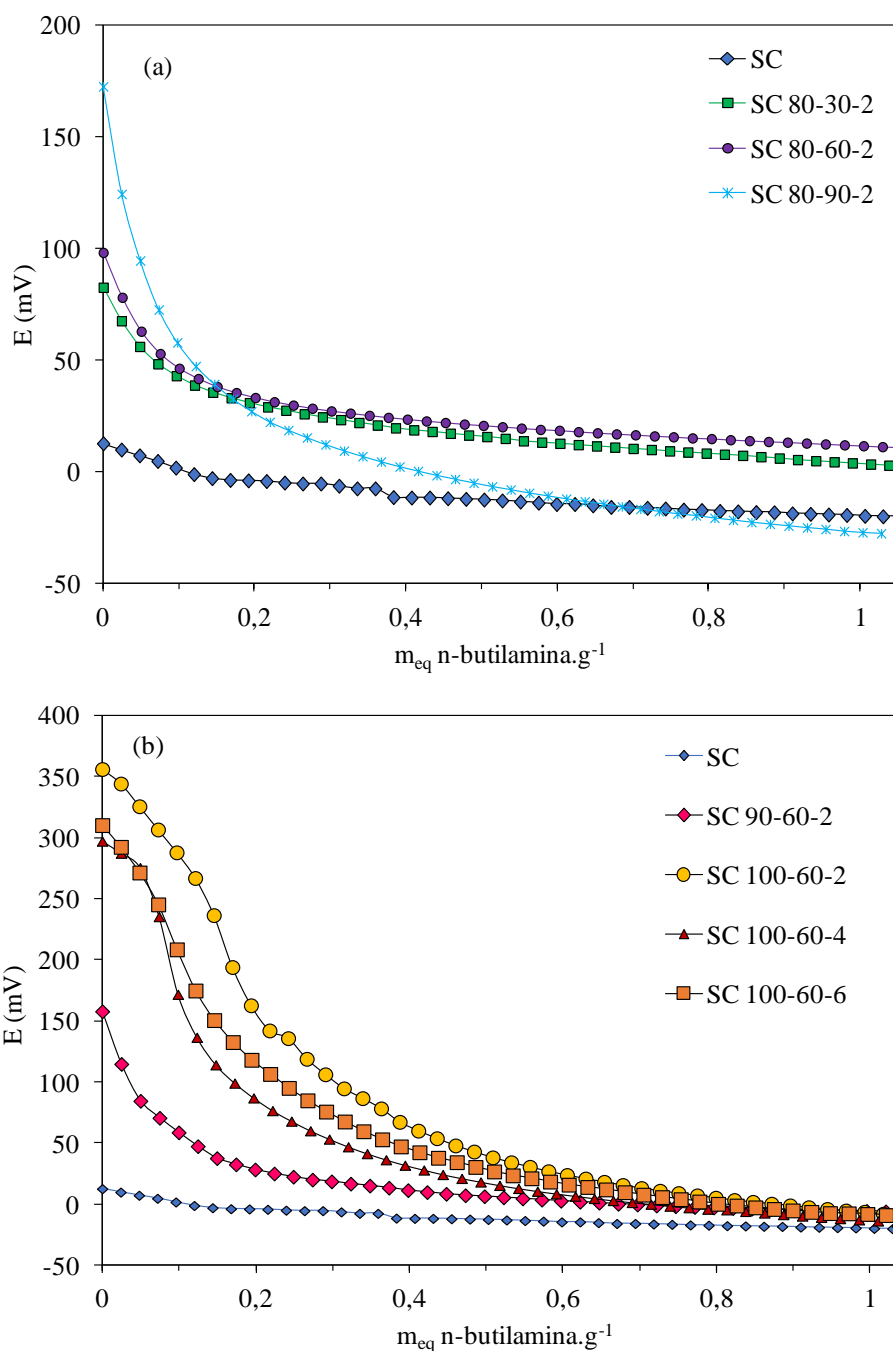 200
(a)
SC
SC 80-30-2
150
SC 80-60-2
SC 80-90-2
100
E (mV)
50
0
-50
0 0,2 0,4 0,6 0,8 1
m_eq n-butilamina.g⁻¹
400
(b)
350
SC
300
SC 90-60-2
250
SC 100-60-2
200
SC 100-60-4
150
SC 100-60-6
E (mV)
100
50
0
-50
0 0,2 0,4 0,6 0,8 1
m_eq n-butilamina.g⁻¹